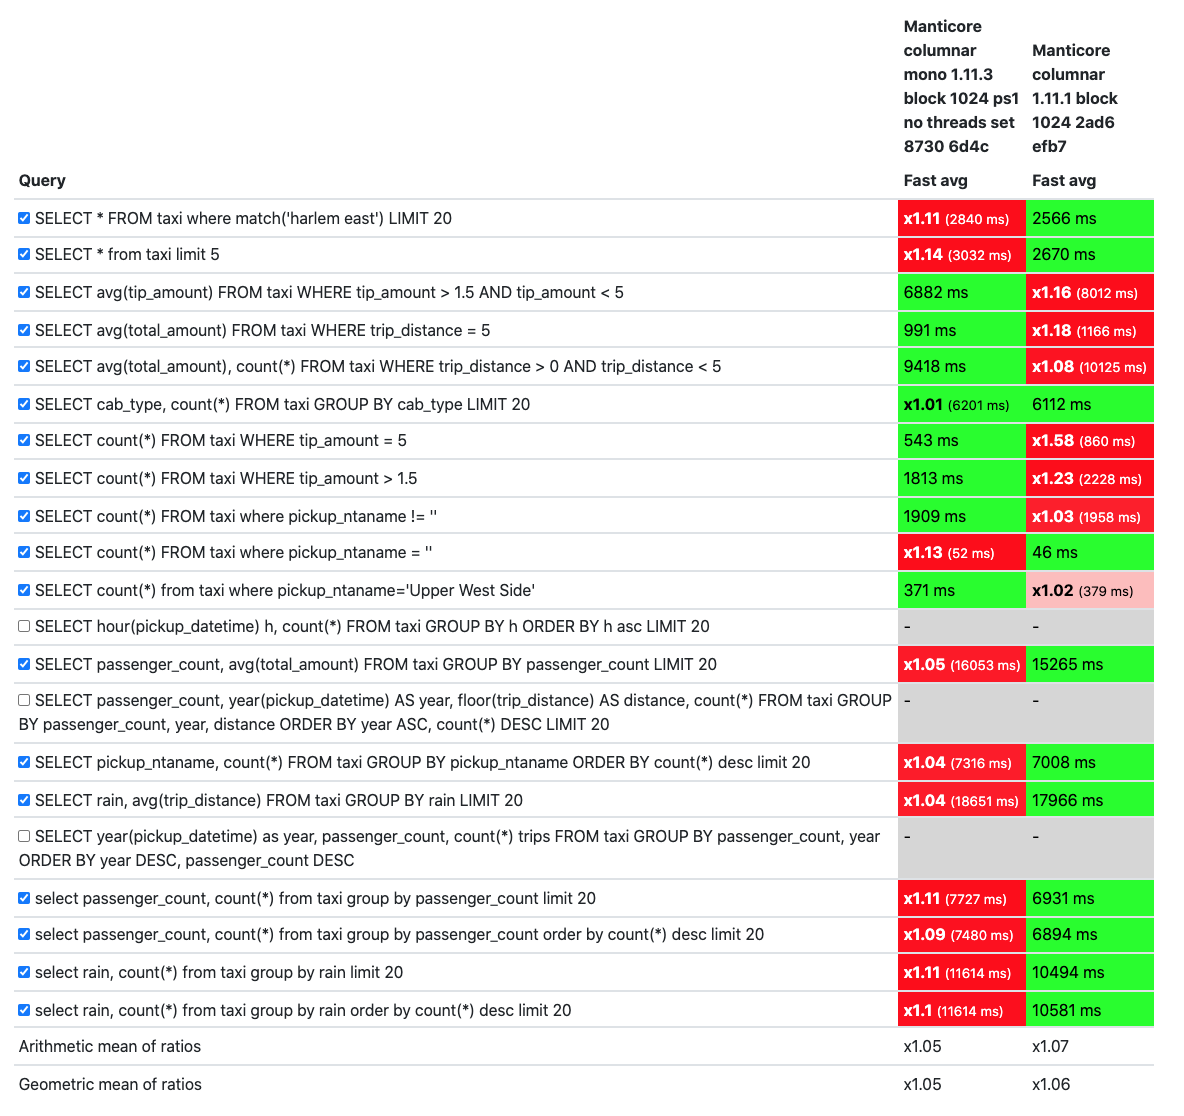 Manticore
columnar
mono 1.11.3
block 1024 ps1
no threads set
8730 6d4c
Manticore
columnar
1.11.1 block
1024 2ad6
efb7
Query Fast avg Fast avg
SELECT * FROM taxi where match('harlem east') LIMIT 20 x1.11 (2840 ms) 2566 ms
SELECT * from taxi limit 5 x1.14 (3032 ms) 2670 ms
SELECT avg(tip_amount) FROM taxi WHERE tip_amount > 1.5 AND tip_amount < 5 6882 ms x1.16 (8012 ms)
SELECT avg(total_amount) FROM taxi WHERE trip_distance = 5 991 ms x1.18 (1166 ms)
SELECT avg(total_amount), count(*) FROM taxi WHERE trip_distance > 0 AND trip_distance < 5 9418 ms x1.08 (10125 ms)
SELECT cab_type, count(*) FROM taxi GROUP BY cab_type LIMIT 20 x1.01 (6201 ms) 6112 ms
SELECT count(*) FROM taxi WHERE tip_amount = 5 543 ms x1.58 (860 ms)
SELECT count(*) FROM taxi WHERE tip_amount > 1.5 1813 ms x1.23 (2228 ms)
SELECT count(*) FROM taxi where pickup_ntaname != '' 1909 ms x1.03 (1958 ms)
SELECT count(*) FROM taxi where pickup_ntaname = '' x1.13 (52 ms) 46 ms
SELECT count(*) from taxi where pickup_ntaname='Upper West Side' 371 ms x1.02 (379 ms)
SELECT hour(pickup_datetime) h, count(*) FROM taxi GROUP BY h ORDER BY h asc LIMIT 20 - -
SELECT passenger_count, avg(total_amount) FROM taxi GROUP BY passenger_count LIMIT 20 x1.05 (16053 ms) 15265 ms
SELECT passenger_count, year(pickup_datetime) AS year, floor(trip_distance) AS distance, count(*) FROM taxi GROUP - -
BY passenger_count, year, distance ORDER BY year ASC, count(*) DESC LIMIT 20
SELECT pickup_ntaname, count(*) FROM taxi GROUP BY pickup_ntaname ORDER BY count(*) desc limit 20 x1.04 (7316 ms) 7008 ms
SELECT rain, avg(trip_distance) FROM taxi GROUP BY rain LIMIT 20 x1.04 (18651 ms) 17966 ms
SELECT year(pickup_datetime) as year, passenger_count, count(*) trips FROM taxi GROUP BY passenger_count, year - -
ORDER BY year DESC, passenger_count DESC
select passenger_count, count(*) from taxi group by passenger_count limit 20 x1.11 (7727 ms) 6931 ms
select passenger_count, count(*) from taxi group by passenger_count order by count(*) desc limit 20 x1.09 (7480 ms) 6894 ms
select rain, count(*) from taxi group by rain limit 20 x1.11 (11614 ms) 10494 ms
select rain, count(*) from taxi group by rain order by count(*) desc limit 20 x1.1 (11614 ms) 10581 ms
Arithmetic mean of ratios x1.05 x1.07
Geometric mean of ratios x1.05 x1.06